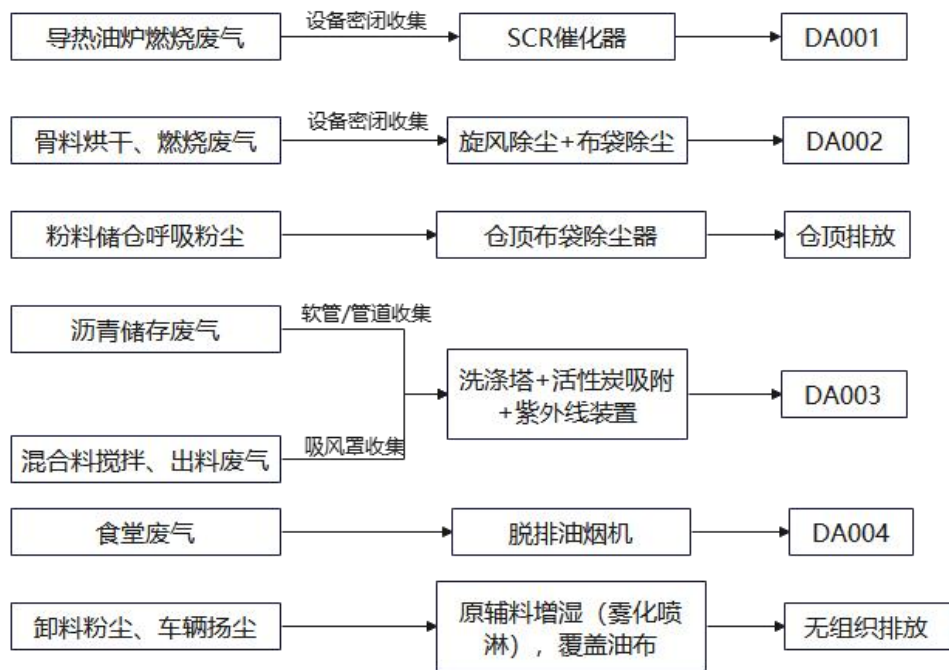 设备密闭收集
导热油炉燃烧废气
SCR催化器
DA001
设备密闭收集
骨料烘干、燃烧废气
旋风除尘+布袋除尘
DA002
粉料储仓呼吸粉尘
仓顶布袋除尘器
仓顶排放
软管/管道收集
沥青储存废气
洗涤塔+活性炭吸附
+紫外线装置
DA003
吸风罩收集
混合料搅拌、出料废气
食堂废气
脱排油烟机
DA004
卸料粉尘、车辆扬尘
原辅料增湿（雾化喷
淋），覆盖油布
无组织排放